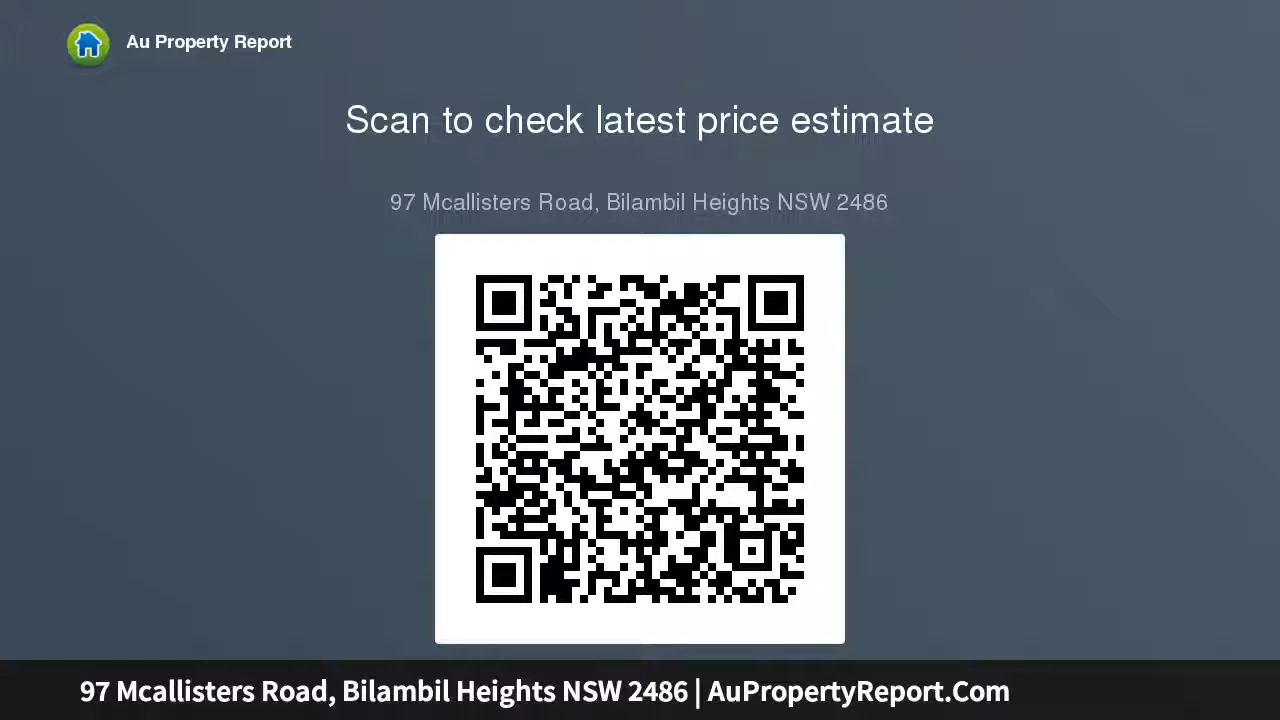 Au Property Report
Scan to check latest price estimate
97 Mcallisters Road, Bilambil Heights NSW 2486
97 Mcallisters Road, Bilambil Heights NSW 2486 | AuPropertyReport.Com